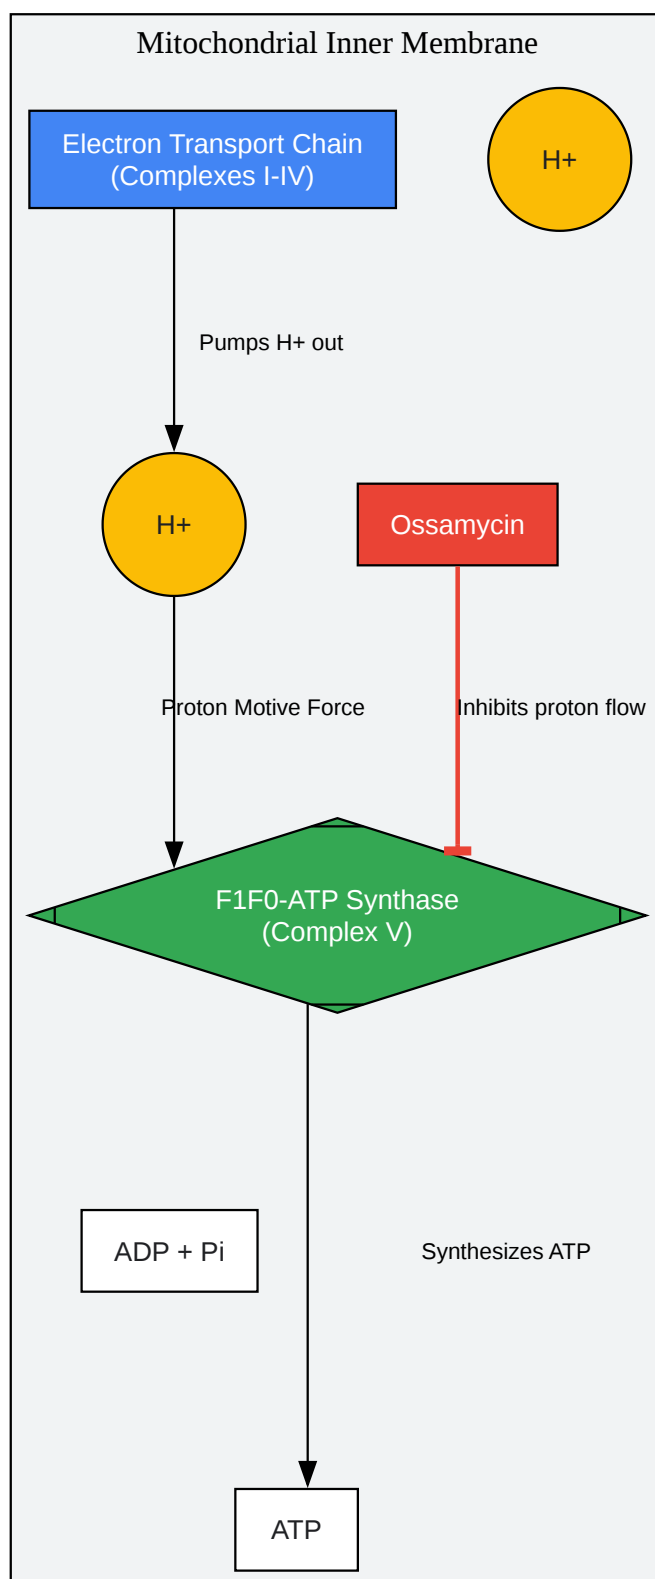 Mitochondrial Inner Membrane
Electron Transport Chain
(Complexes I-IV)
H+
Pumps H+ out
H+
Ossamycin
Proton Motive Force
Inhibits proton flow
F1F0-ATP Synthase
(Complex V)
ADP + Pi
Synthesizes ATP
ATP